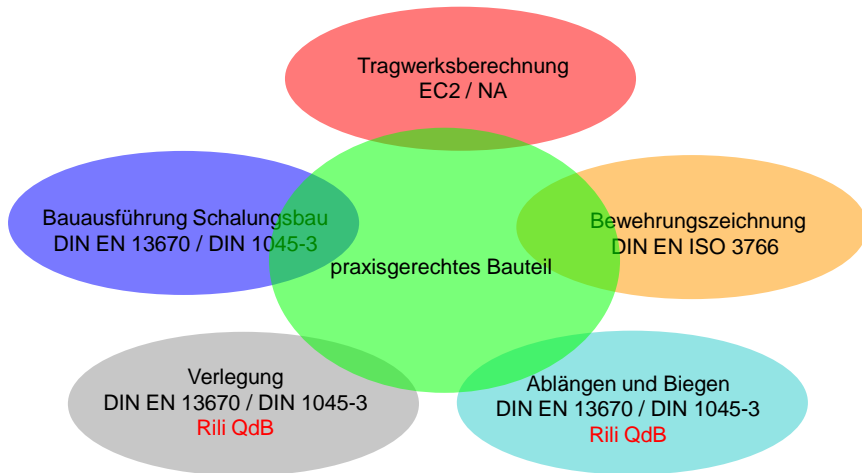 Tragwerksberechnung
EC2 / NA
Bauausführung Schalungsbau
DIN EN 13670 / DIN 1045-3
Bewehrungszeichnung
DIN EN ISO 3766
praxisgerechtes Bauteil
Verlegung
DIN EN 13670 / DIN 1045-3
Rili QdB
Ablängen und Biegen
DIN EN 13670 / DIN 1045-3
Rili QdB